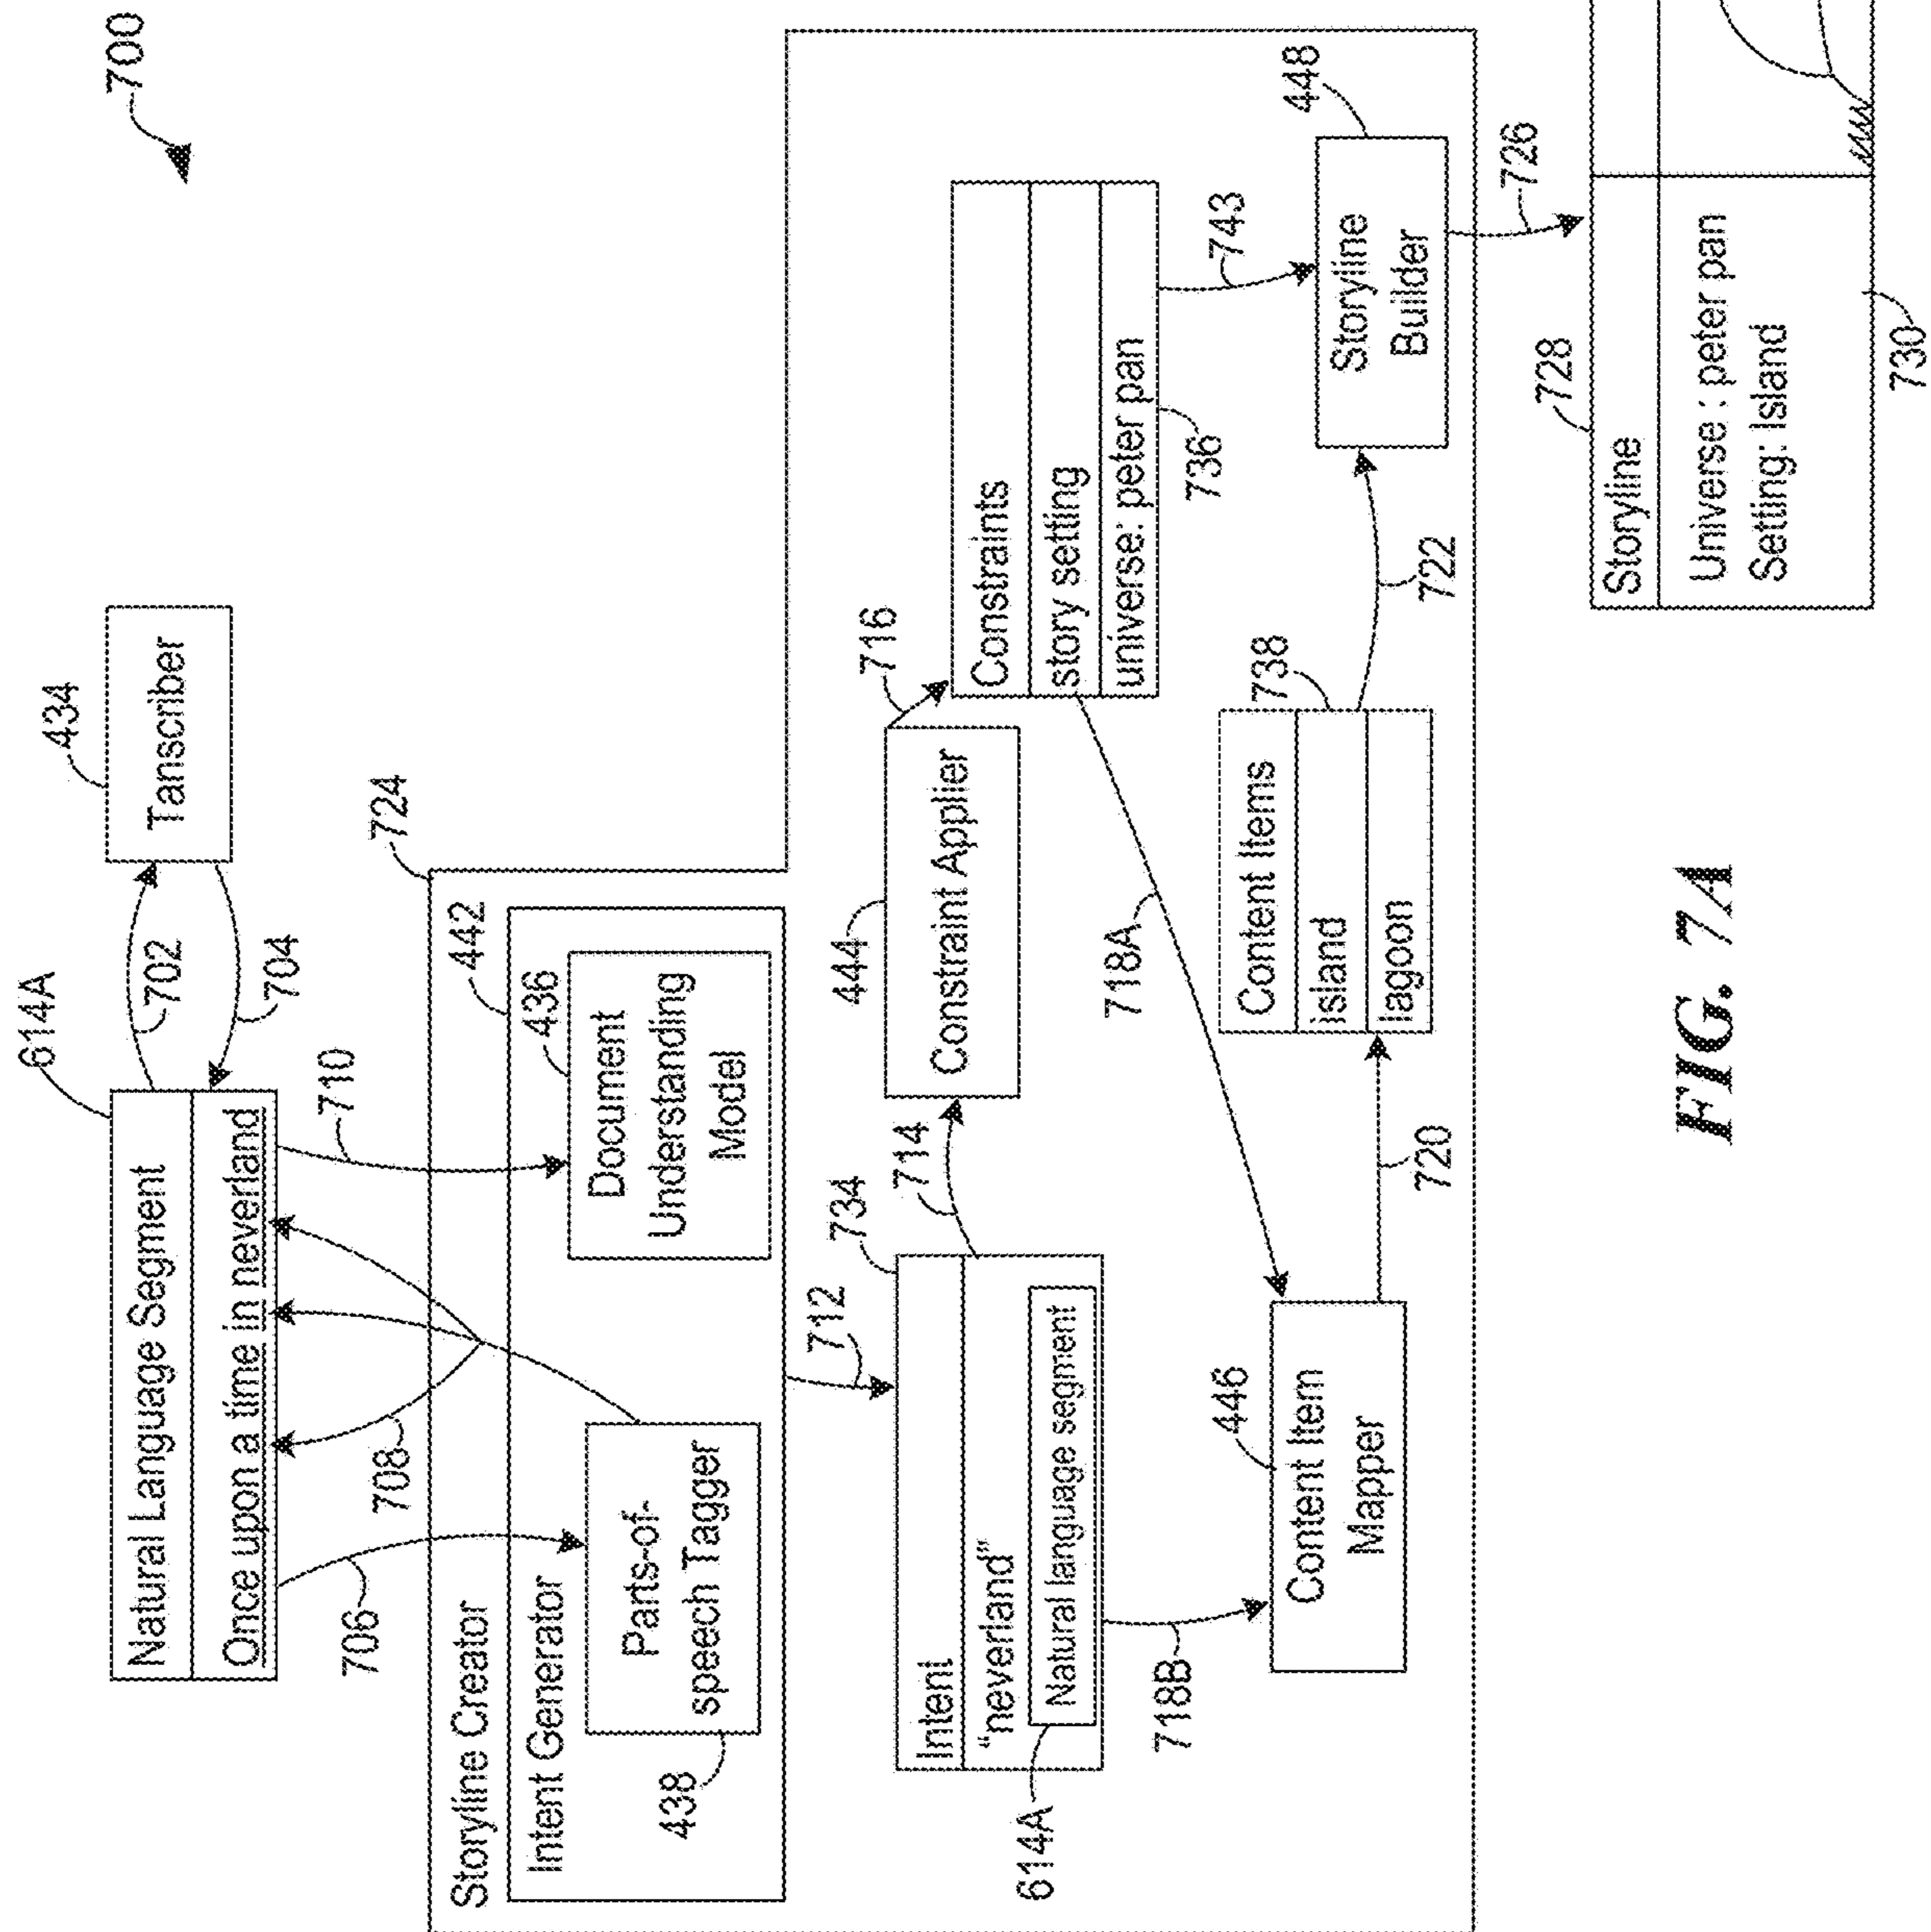 700
614A
Natural Language Segment
Once upon a time in neverland
702
704
434
Tanscriber
706
708
710
724
Storyline Creator
442
Intent Generator
438
Parts-of-
speech Tagger
436
Document
Understanding
Model
712
734
Intent
"neverland"
Natural language segment
614A
714
444
Constraint Applier
716
Constraints
story setting
universe: peter pan
736
743
718A
718B
446
Content Item
Mapper
720
738
Content Items
island
lagoon
722
448
Storyline
Builder
726
728
Storyline
Universe : peter pan
Setting: Island
730
FIG. 7A